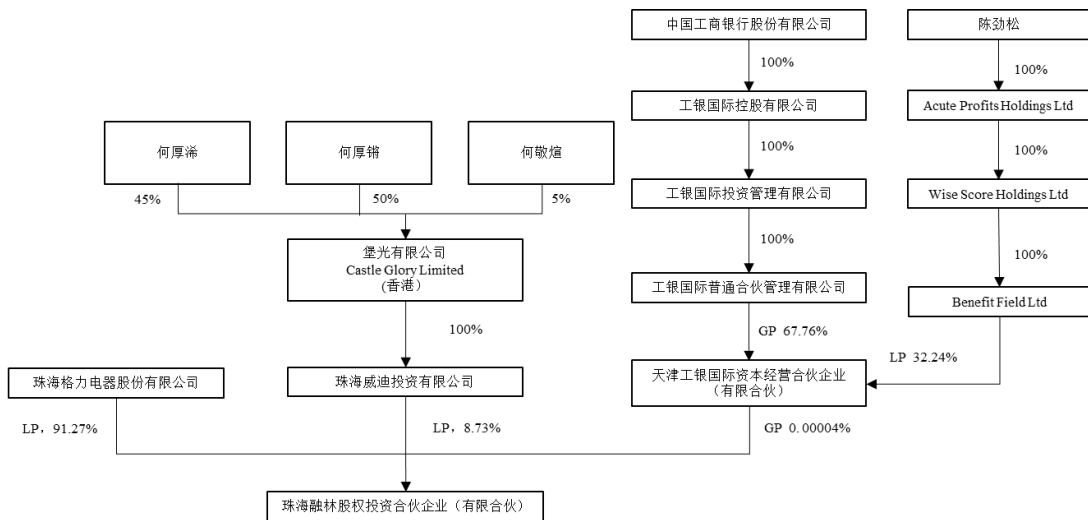 中国工商银行股份有限公司
陈劲松
100%
100%
工银国际控股有限公司
Acute Profits Holdings Ltd
何厚浠
何厚锵
何敬煊
100%
100%
45%
50%
5%
工银国际投资管理有限公司
Wise Score Holdings Ltd
堡光有限公司
Castle Glory Limited
(香港）
100%
100%
工银国际普通合伙管理有限公司
Benefit Field Ltd
100%
GP 67.76%
LP 32.24%
珠海格力电器股份有限公司
珠海威迪投资有限公司
天津工银国际资本经营合伙企业
（有限合伙）
LP，91.27%
LP，8.73%
GP 0.00004%
珠海融林股权投资合伙企业（有限合伙）